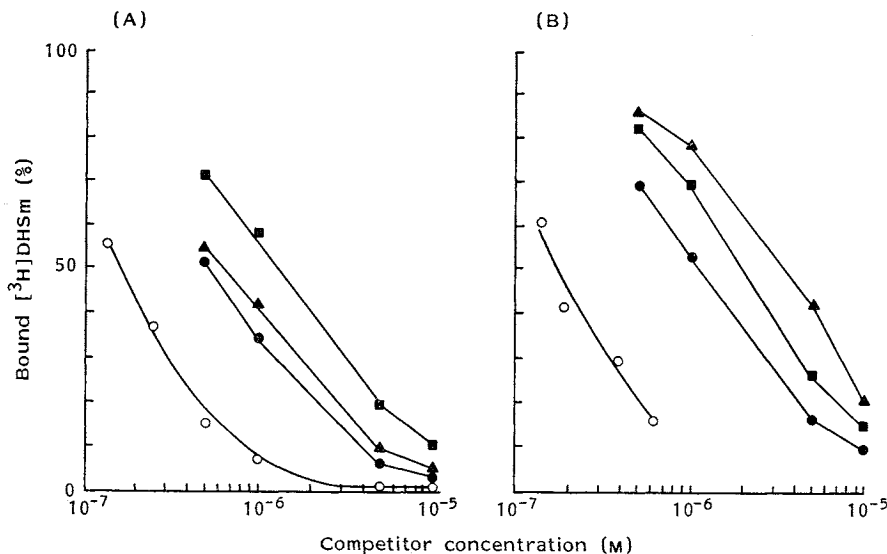 (A)
(B)
100
50
0
Bound [³H]DHSm (%)
10⁻⁷
10⁻⁶
10⁻⁵
10⁻⁷
10⁻⁶
10⁻⁵
Competitor concentration (M)